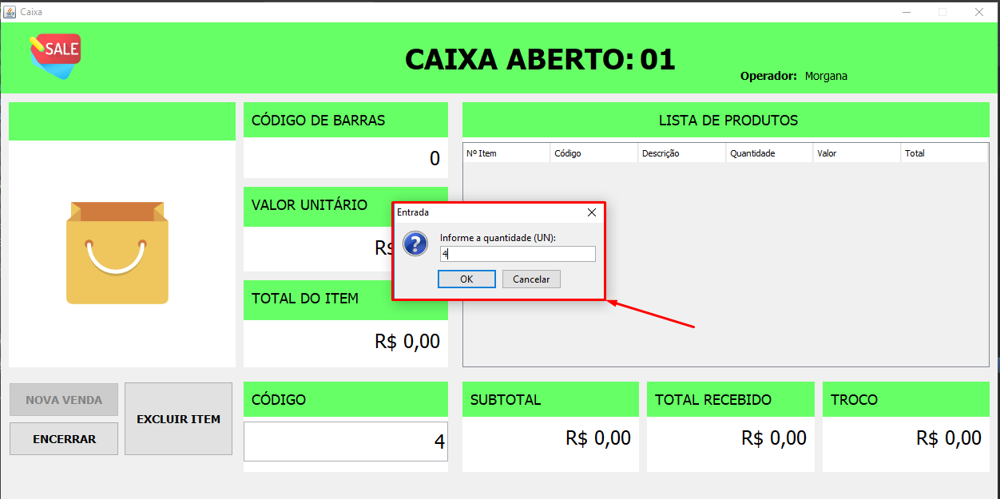 Caixa
SALE
CAIXA ABERTO: 01
Operador: Morgana
CÓDIGO DE BARRAS
0
VALOR UNITÁRIO
R$
TOTAL DO ITEM
R$ 0,00
LISTA DE PRODUTOS
Nº Item Código Descrição Quantidade Valor Total
Entrada
?
Informe a quantidade (UN):
4
OK Cancelar
NOVA VENDA
ENCERRAR
EXCLUIR ITEM
CÓDIGO
4
SUBTOTAL
R$ 0,00
TOTAL RECEBIDO
R$ 0,00
TROCO
R$ 0,00